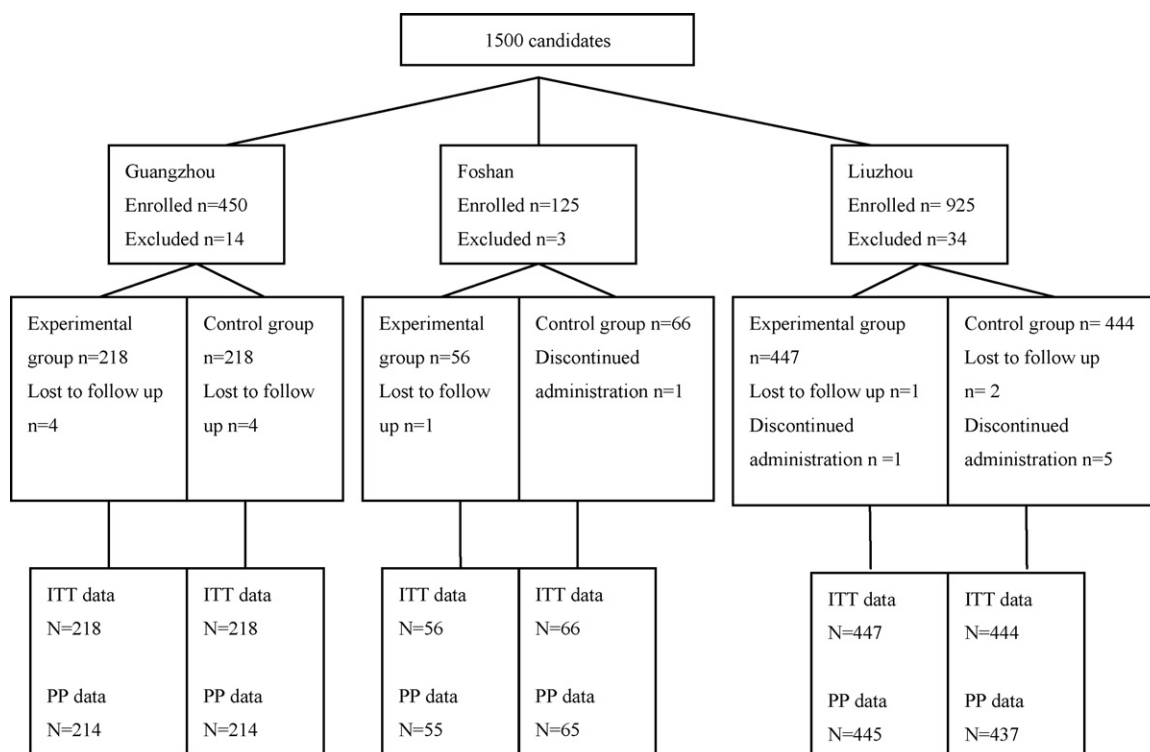 1500 candidates
Guangzhou
Enrolled n=450
Excluded n=14
Foshan
Enrolled n=125
Excluded n=3
Liuzhou
Enrolled n= 925
Excluded n=34
Experimental
group n=218
Lost to follow up
n=4
Control group
n=218
Lost to follow
up n=4
Experimental
group n=56
Lost to follow
up n=1
Control group n=66
Discontinued
administration n=1
Experimental group
n=447
Lost to follow up n=1
Discontinued
administration n =1
Control group n= 444
Lost to follow up
n= 2
Discontinued
administration n=5
ITT data
N=218
PP data
N=214
ITT data
N=218
PP data
N=214
ITT data
N=56
PP data
N=55
ITT data
N=66
PP data
N=65
ITT data
N=447
PP data
N=445
ITT data
N=444
PP data
N=437